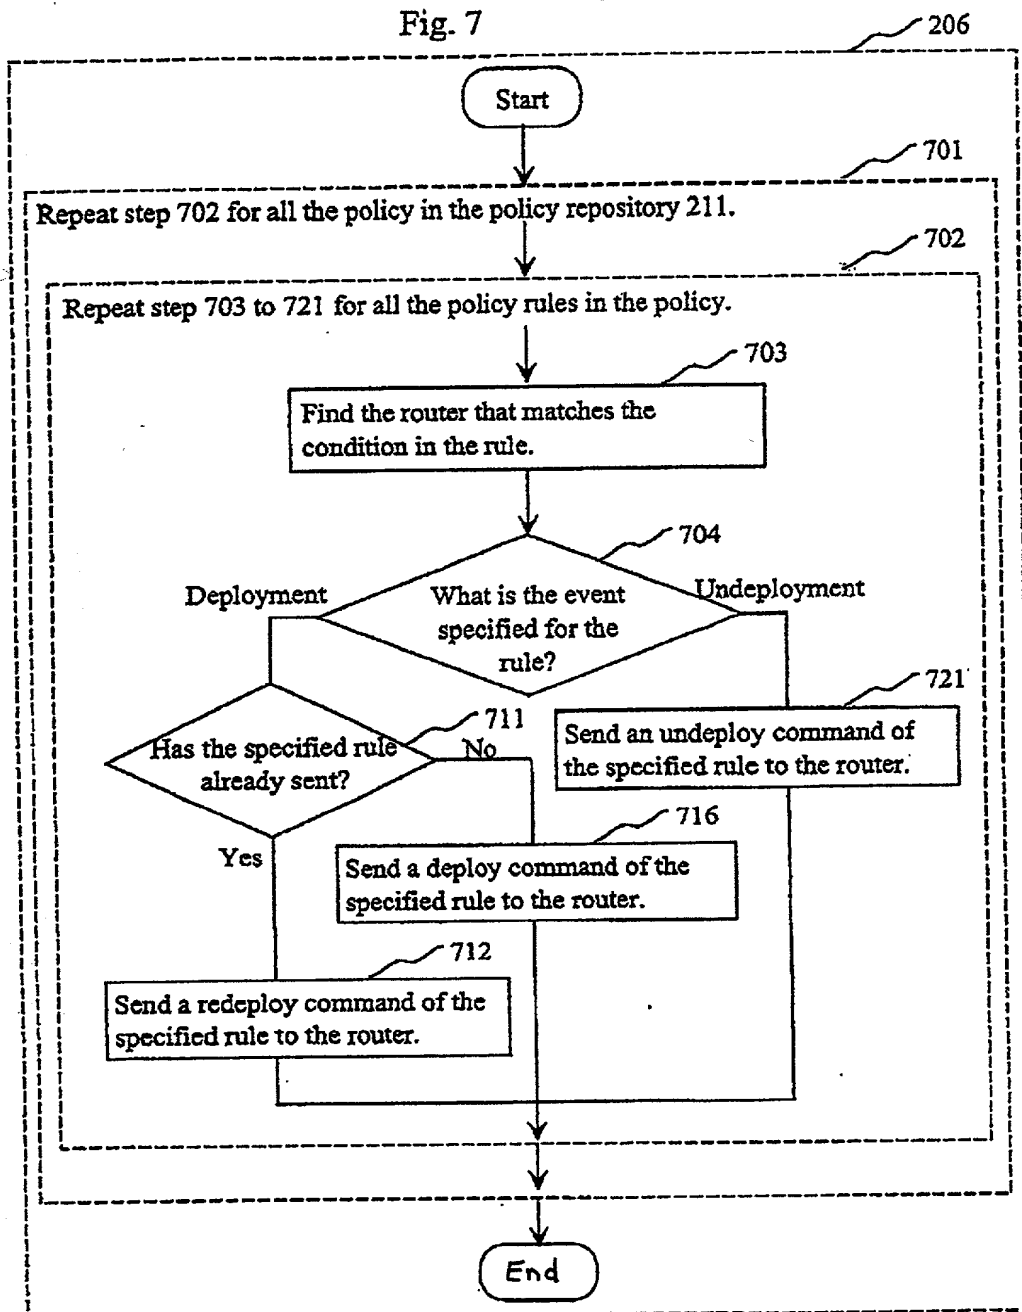 Fig. 7
206
Start
701
Repeat step 702 for all the policy in the policy repository 211.
702
Repeat step 703 to 721 for all the policy rules in the policy.
703
Find the router that matches the
condition in the rule.
704
Deployment
What is the event
specified for the
rule?
Undeployment
711
Has the specified rule
already sent?
No
721
Send an undeploy command of
the specified rule to the router.
Yes
716
Send a deploy command of the
specified rule to the router.
712
Send a redeploy command of the
specified rule to the router.
End